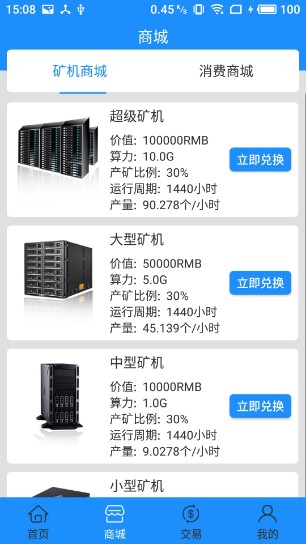 15:08 0.45 K/s 100
商城
矿机商城 消费商城
超级矿机
价值: 100000RMB
算力: 10.0G
产矿比例: 30%
运行周期: 1440小时
产量: 90.278个/小时
立即兑换
大型矿机
价值: 50000RMB
算力: 5.0G
产矿比例: 30%
运行周期: 1440小时
产量: 45.139个/小时
立即兑换
中型矿机
价值: 10000RMB
算力: 1.0G
产矿比例: 30%
运行周期: 1440小时
产量: 9.0278个/小时
立即兑换
小型矿机
首页 商城 交易 我的